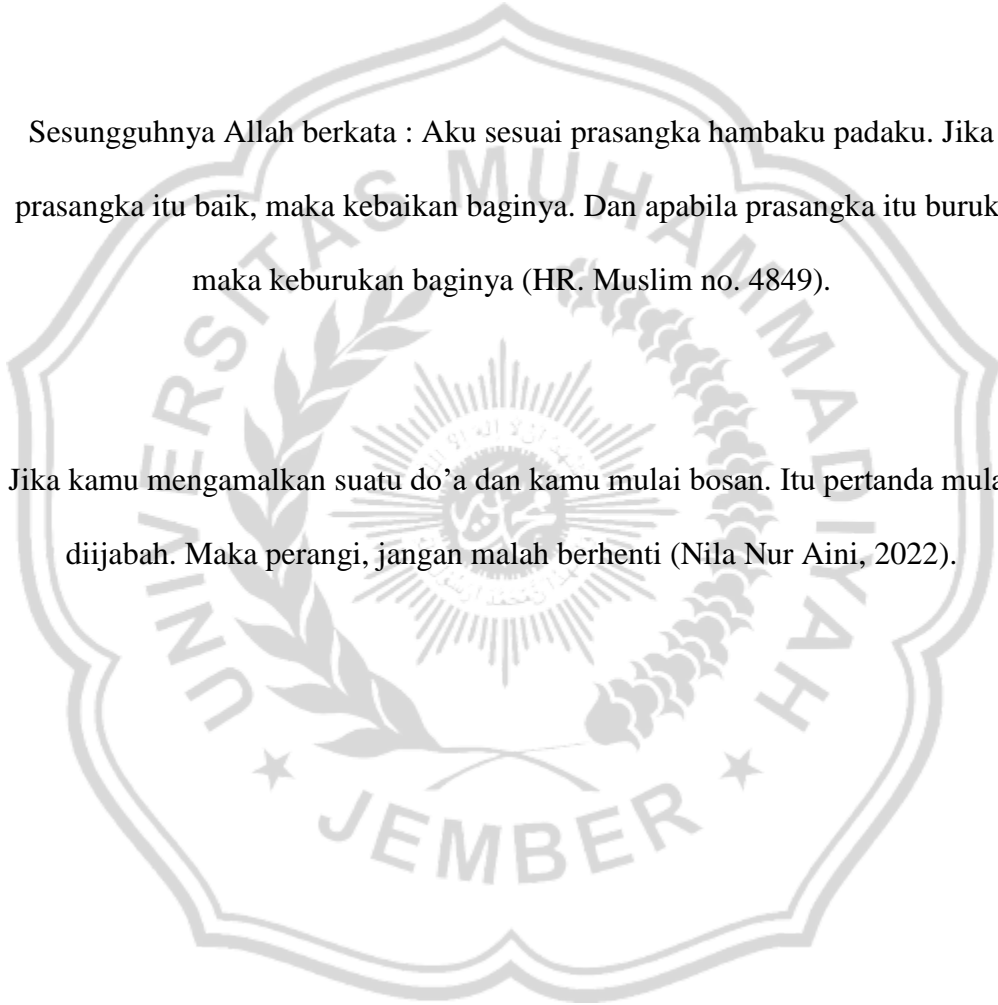 Sesungguhnya Allah berkata : Aku sesuai prasangka hambaku padaku. Jika
prasangka itu baik, maka kebaikan baginya. Dan apabila prasangka itu buruk
maka keburukan baginya (HR. Muslim no. 4849).
Jika kamu mengamalkan suatu do’a dan kamu mulai bosan. Itu pertanda mula
diijabah. Maka perangi, jangan malah berhenti (Nila Nur Aini, 2022).
UNIVERSITAS MUHAMMADIYAH
JEMBER